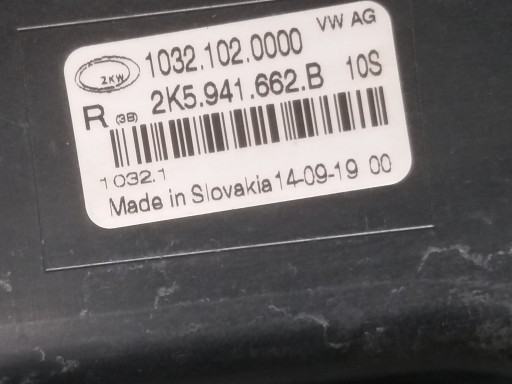 2KW 1032.102.0000 VW AG
R (3B) 2K5.941.662.B 10S
1032.1
Made in Slovakia 14-09-19 00